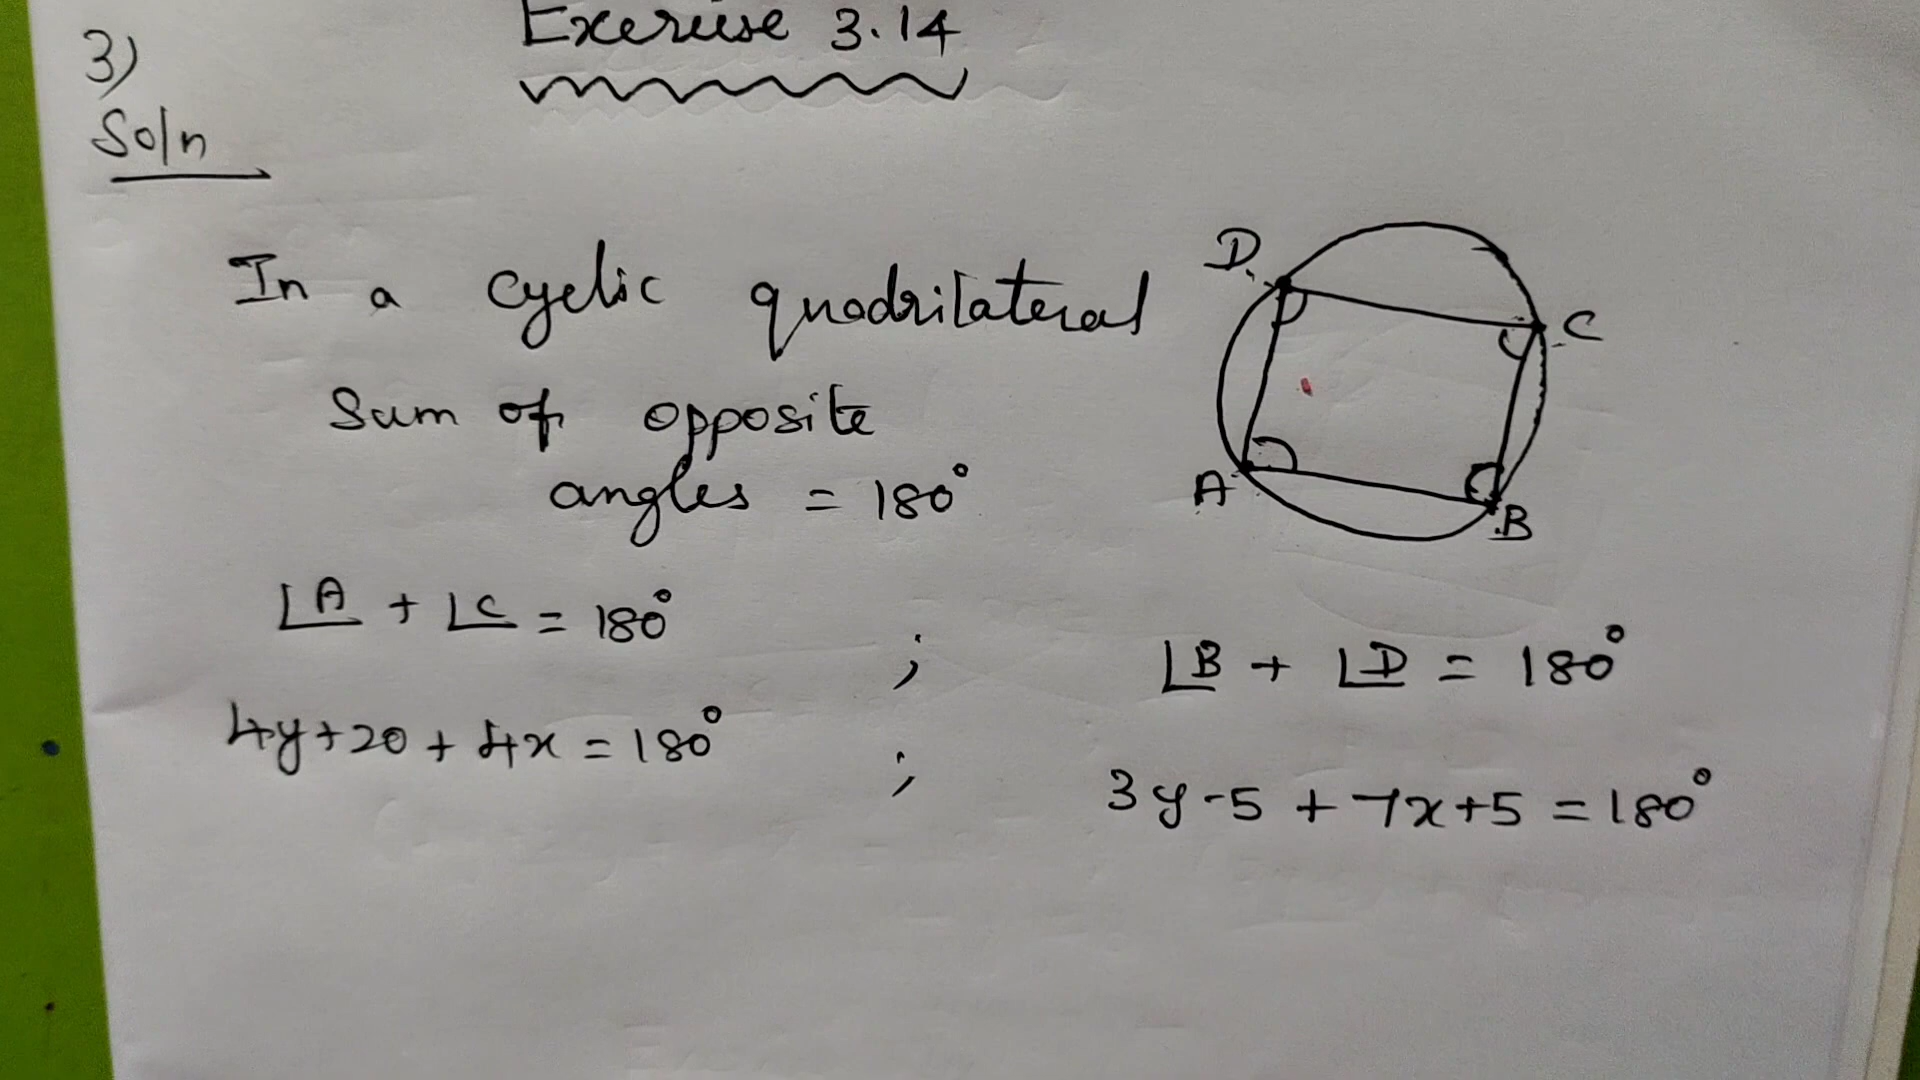 Exercise 3.14
3)
Soln
In a cyclic quadrilateral
Sum of opposite
angles = 180°
D
C
A
B
∠A + ∠C = 180° ; ∠B + ∠D = 180°
4y+20 + 4x = 180° ; 3y-5 + 7x+5 = 180°